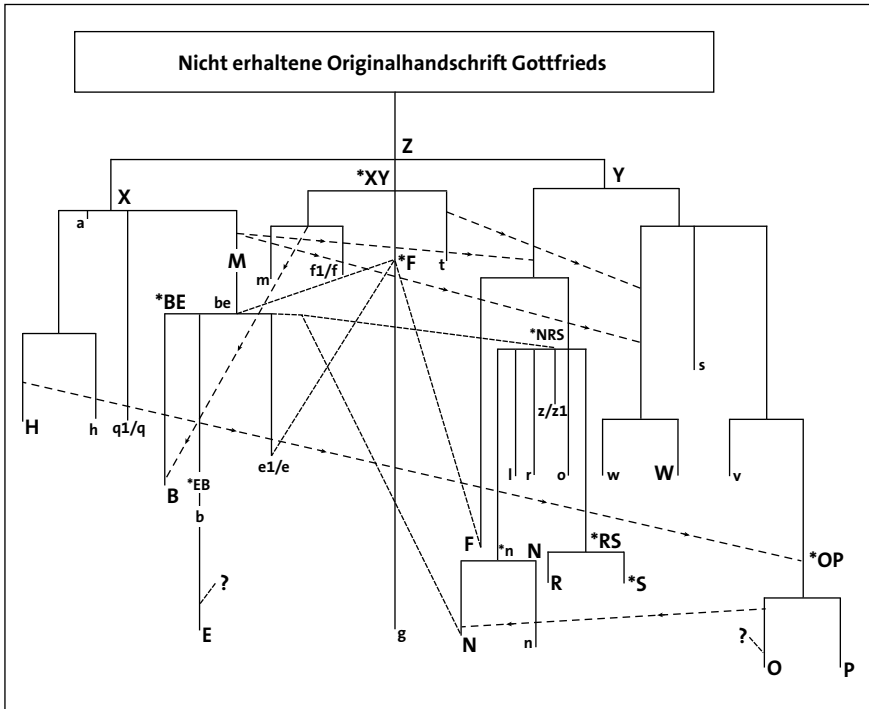 Nicht erhaltene Originalhandschrift Gottfrieds
Z
*XY
Y
X
a
M
m
f1/f
*F
t
*BE
be
*NRS
s
z/z1
H
h
q1/q
e1/e
l
r
o
w
W
v
B
*EB
b
F
*n
N
*RS
*OP
R
*S
?
E
g
N
n
?
O
P